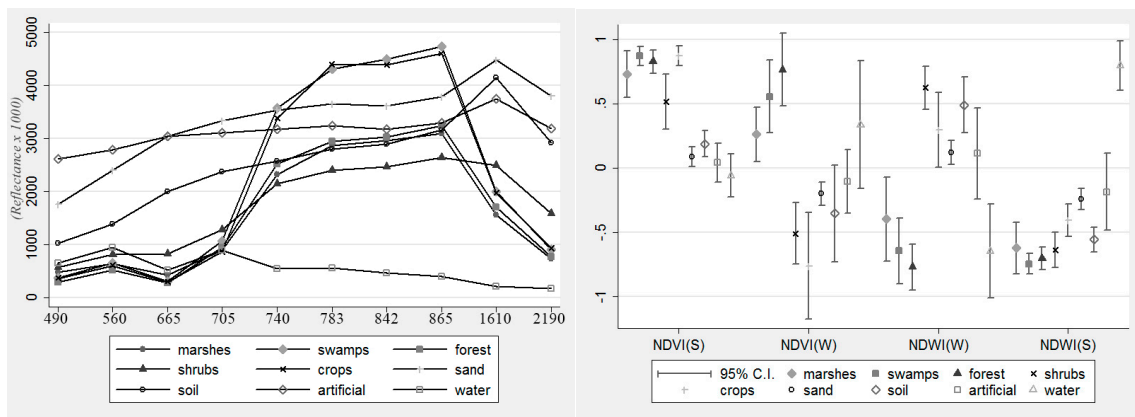 (Reflectance x 1000)
5000
4000
3000
2000
1000
0
490 560 665 705 740 783 842 865 1610 2190
marshes swamps forest
shrubs crops sand
soil artificial water
1
.5
0
-.5
-1
NDVI(S) NDVI(W) NDWI(W) NDWI(S)
95% C.I. marshes swamps forest shrubs
crops sand soil artificial water